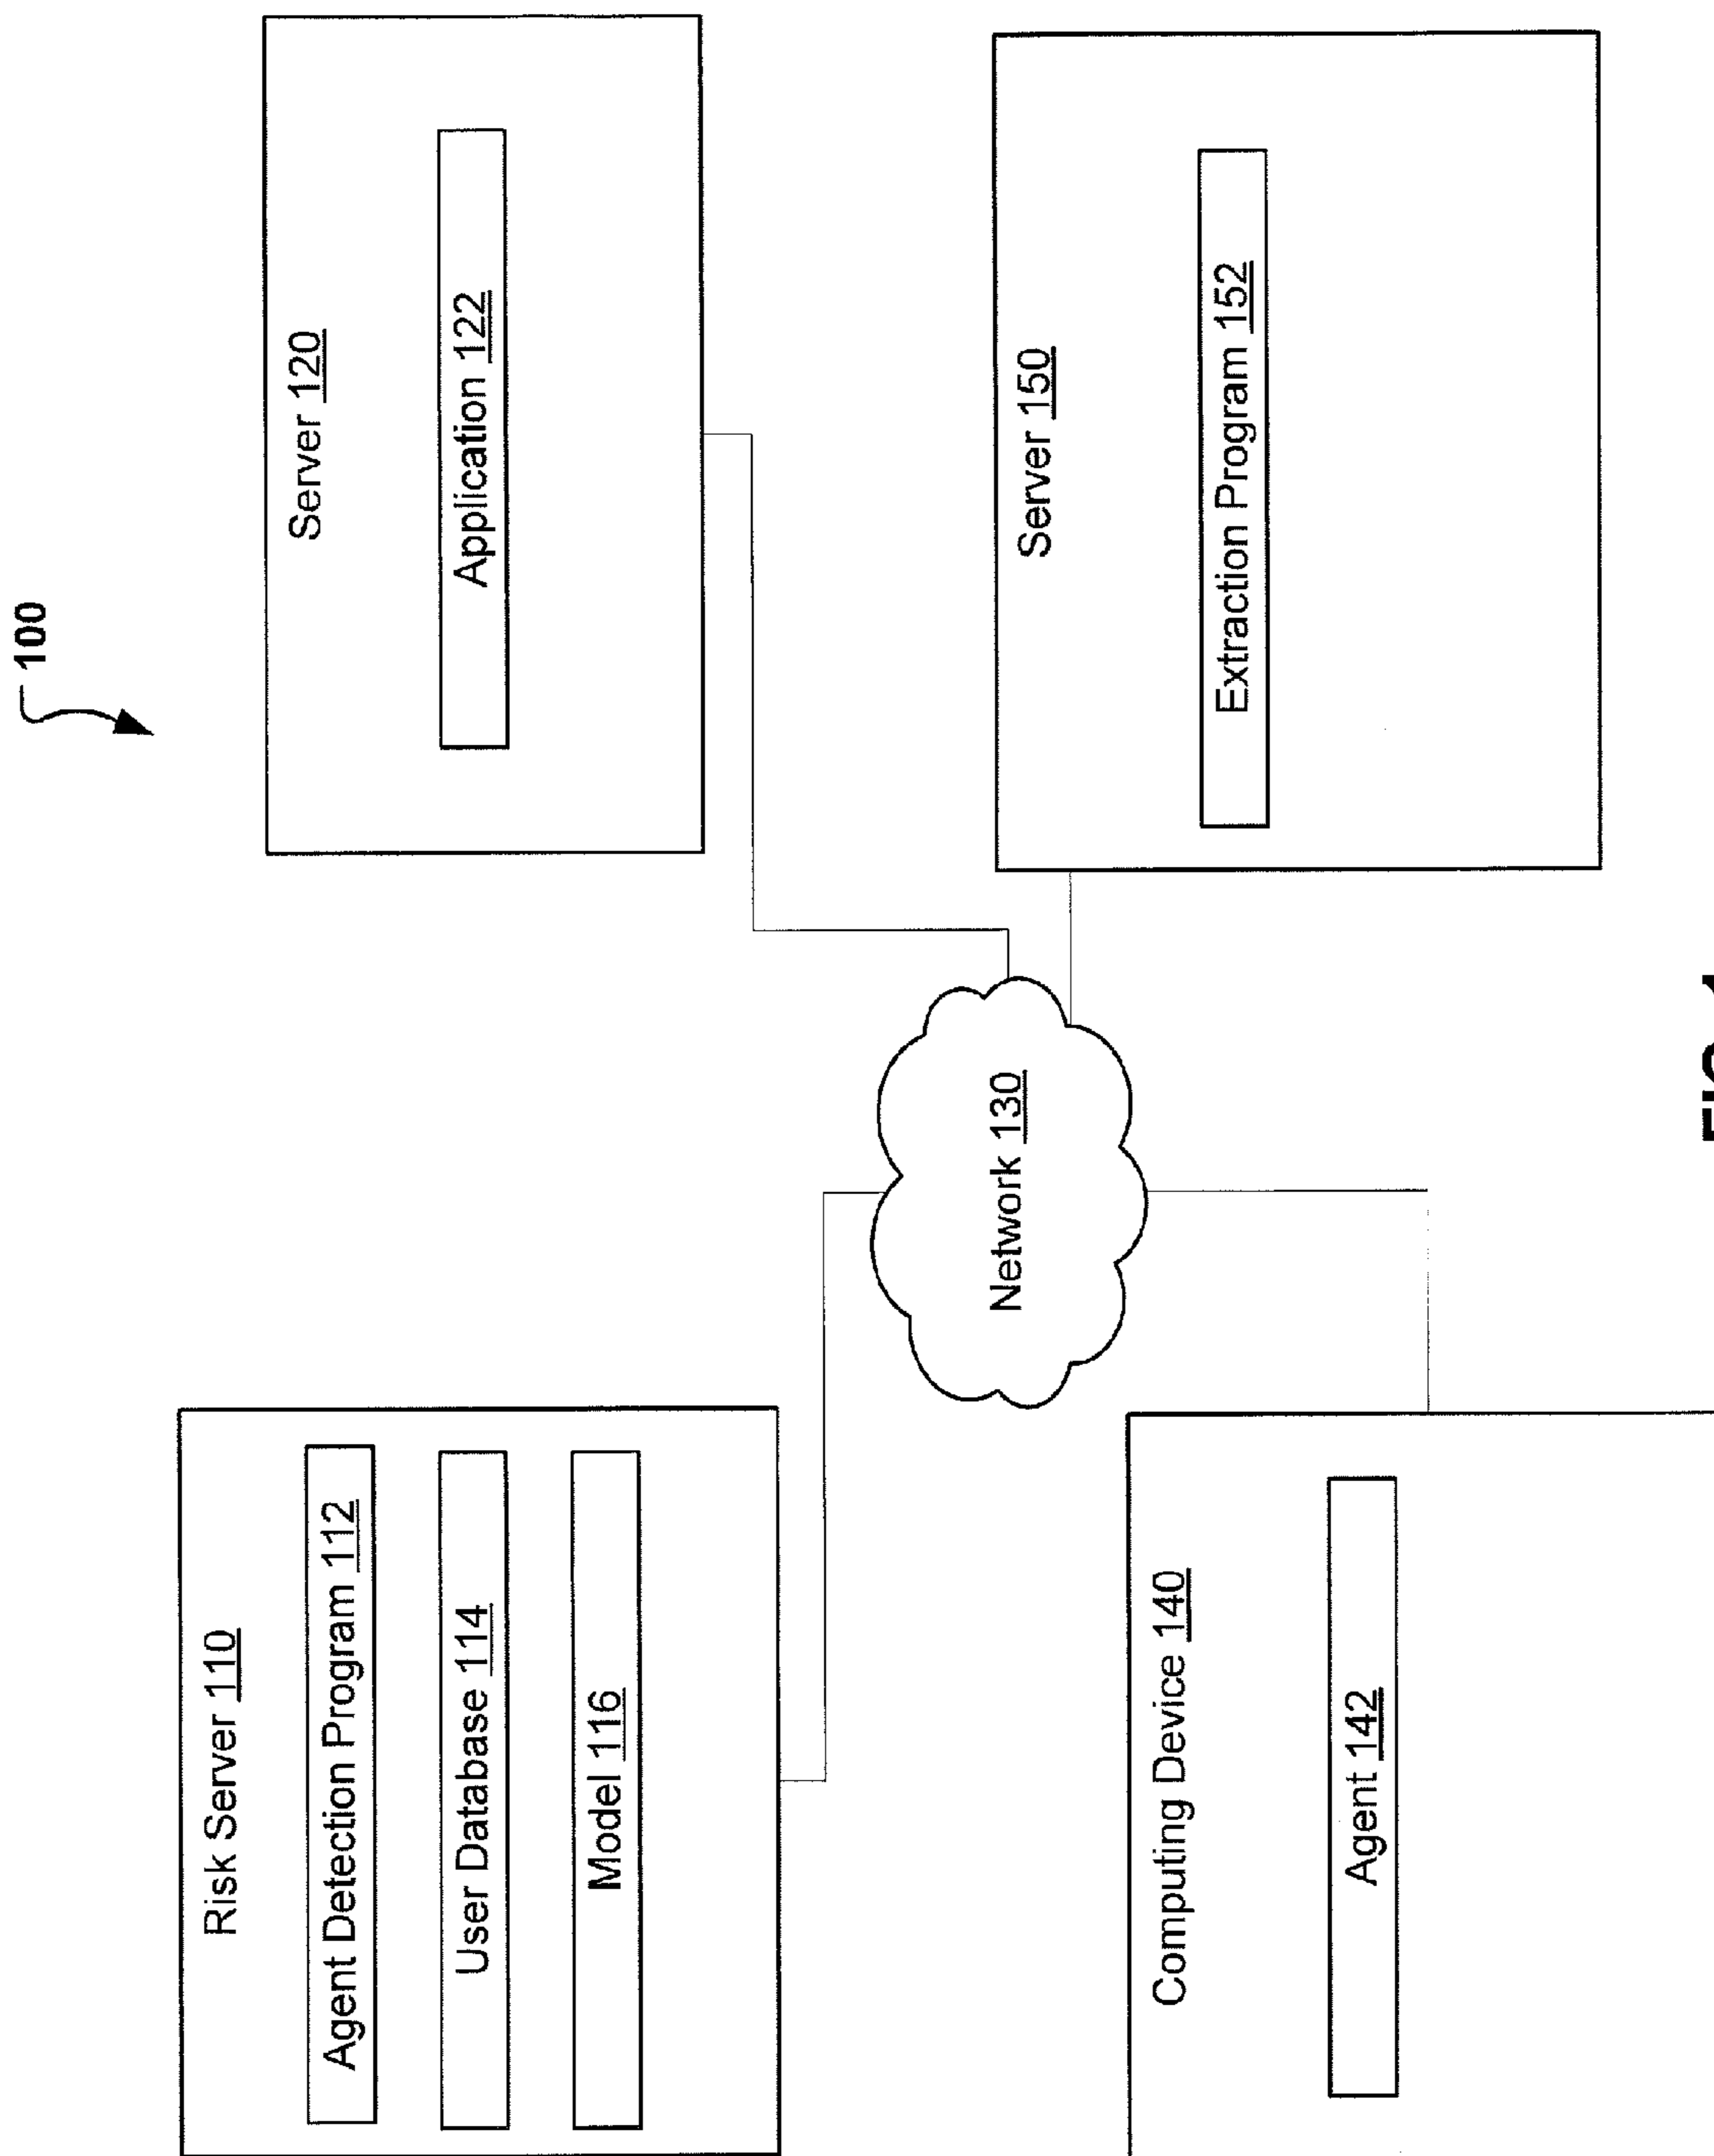 100
Risk Server 110
Agent Detection Program 112
User Database 114
Model 116
Server 120
Application 122
Network 130
Computing Device 140
Agent 142
Server 150
Extraction Program 152